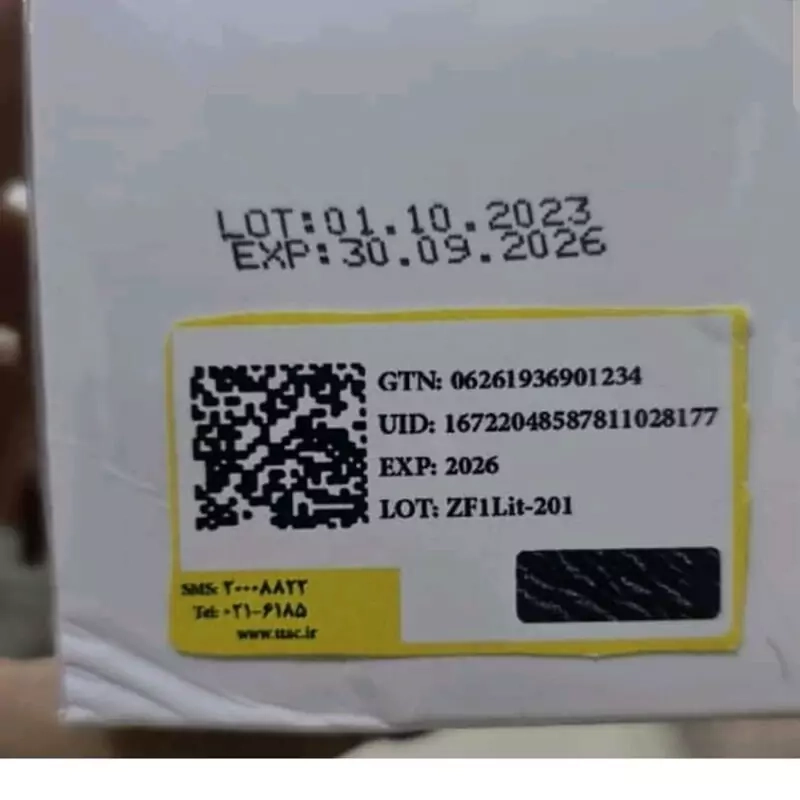 LOT:01.10.2023
EXP:30.09.2026
GTN: 06261936901234
UID: 16722048587811028177
EXP: 2026
LOT: ZF1Lit-201
SMS: ۲۰۰۰۸۸۲۲
Tel: ۰۲۱-۶۱۸۵
www.ttac.ir